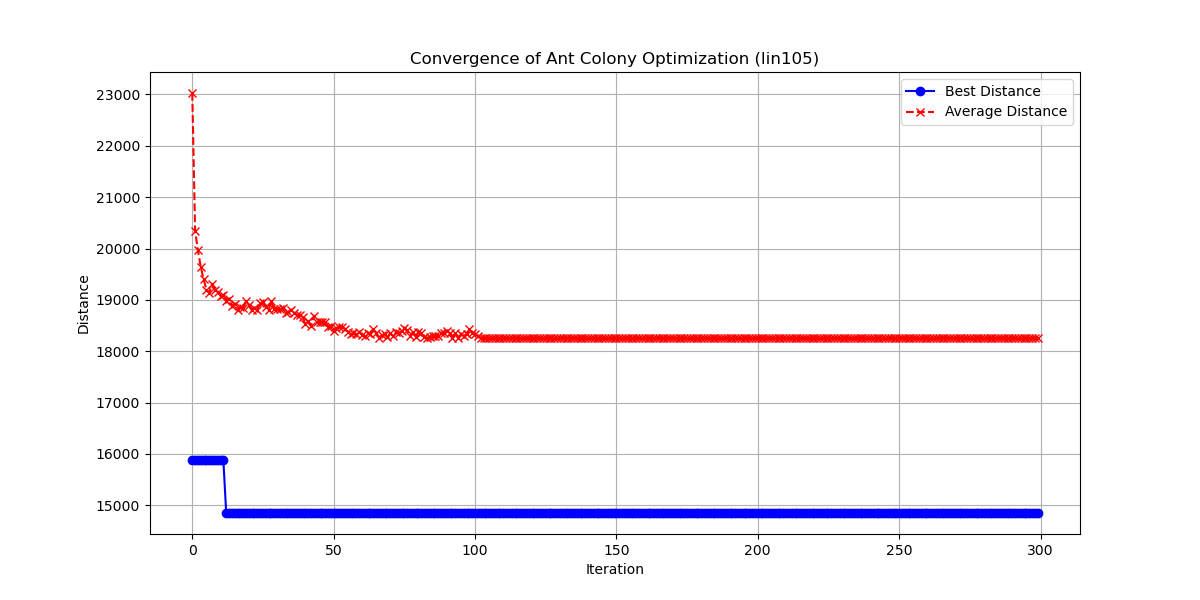 Convergence of Ant Colony Optimization (lin105)
Best Distance
Average Distance
23000
22000
21000
20000
19000
18000
17000
16000
15000
Distance
0 50 100 150 200 250 300
Iteration